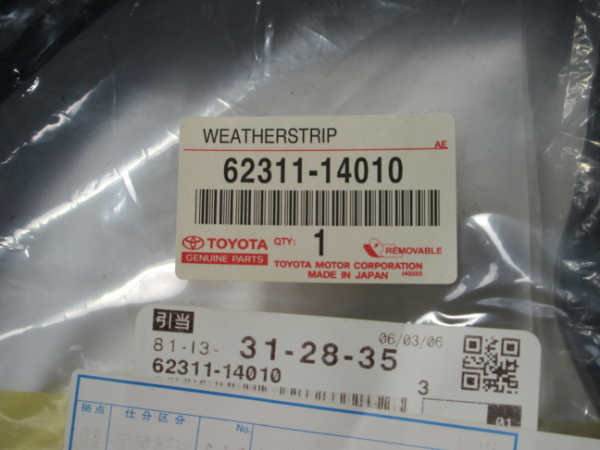 WEATHERSTRIP
AE
62311-14010
TOYOTA QTY: 1 REMOVABLE
GENUINE PARTS TOYOTA MOTOR CORPORATION
MADE IN JAPAN
引当
81-13- 31-28-35 06/03/06
62311-14010
3
01
拠点 仕分区分 No.